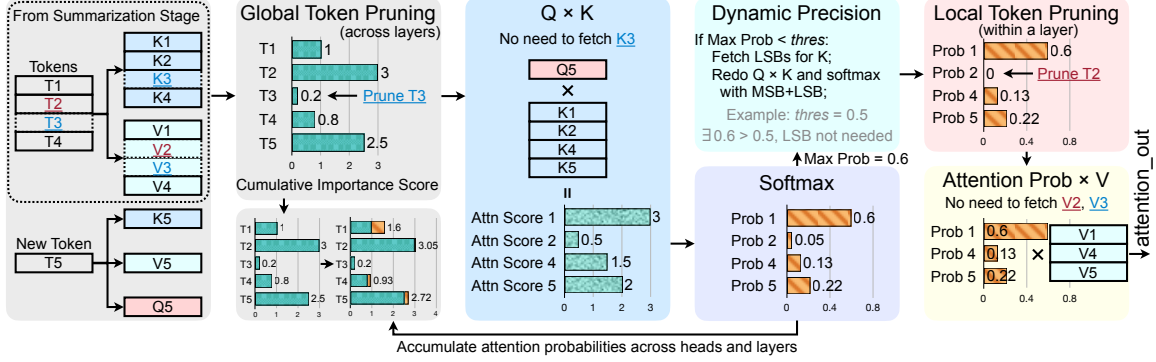 From Summarization Stage
Tokens
T1
T2
T3
T4
K1
K2
K3
K4
V1
V2
V3
V4
New Token
T5
K5
V5
Q5
Global Token Pruning
(across layers)
T1 1
T2 3
T3 0.2 Prune T3
T4 0.8
T5 2.5
0 1 2 3
Cumulative Importance Score
T1 1
T2 3
T3 0.2
T4 0.8
T5 2.5
0 1 2 3
T1 1.6
T2 3.05
T3 0.2
T4 0.93
T5 2.72
0 1 2 3 4
Q × K
No need to fetch K3
Q5
×
K1
K2
K4
K5
=
Attn Score 1 3
Attn Score 2 0.5
Attn Score 4 1.5
Attn Score 5 2
0 1 2 3
Dynamic Precision
If Max Prob < thres:
Fetch LSBs for K;
Redo Q × K and softmax
with MSB+LSB;
Example: thres = 0.5
∃ 0.6 > 0.5, LSB not needed
Max Prob = 0.6
Softmax
Prob 1 0.6
Prob 2 0.05
Prob 4 0.13
Prob 5 0.22
0 0.4 0.8
Local Token Pruning
(within a layer)
Prob 1 0.6
Prob 2 0 Prune T2
Prob 4 0.13
Prob 5 0.22
0 0.4 0.8
Attention Prob × V
No need to fetch V2, V3
Prob 1 0.6
Prob 4 0.13
Prob 5 0.22
0 0.4 0.8
×
V1
V4
V5
attention_out
Accumulate attention probabilities across heads and layers